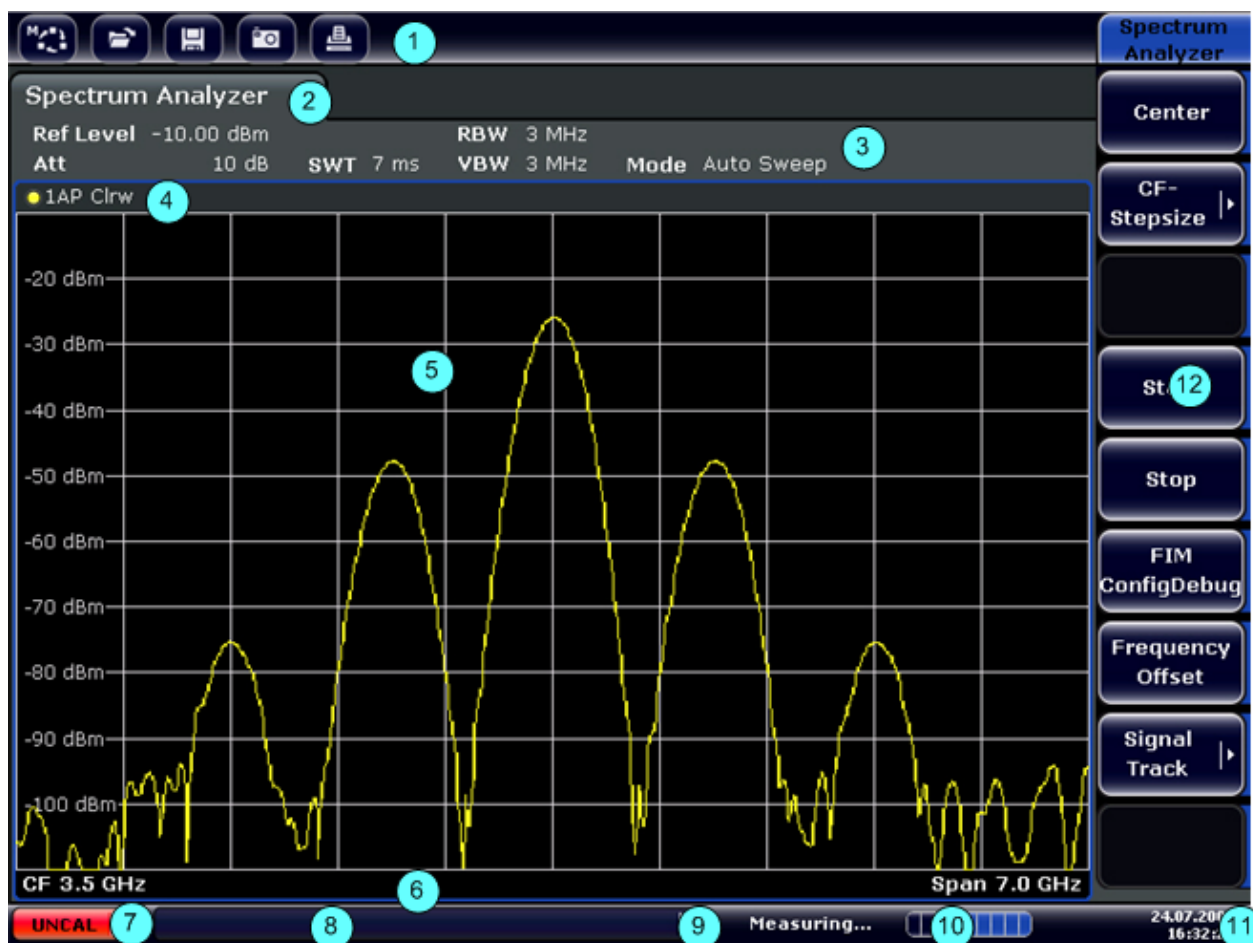 M
1
Spectrum Analyzer
Spectrum Analyzer 2
Ref Level -10.00 dBm RBW 3 MHz 3
Att 10 dB SWT 7 ms VBW 3 MHz Mode Auto Sweep
1AP Clrw 4
-20 dBm
-30 dBm
5
-40 dBm
-50 dBm
-60 dBm
-70 dBm
-80 dBm
-90 dBm
-100 dBm
CF 3.5 GHz 6 Span 7.0 GHz
UNCAL 7 8 9 Measuring... 10 11
Center
CF-
Stepsize
12
Stop
FIM
ConfigDebug
Frequency
Offset
Signal
Track